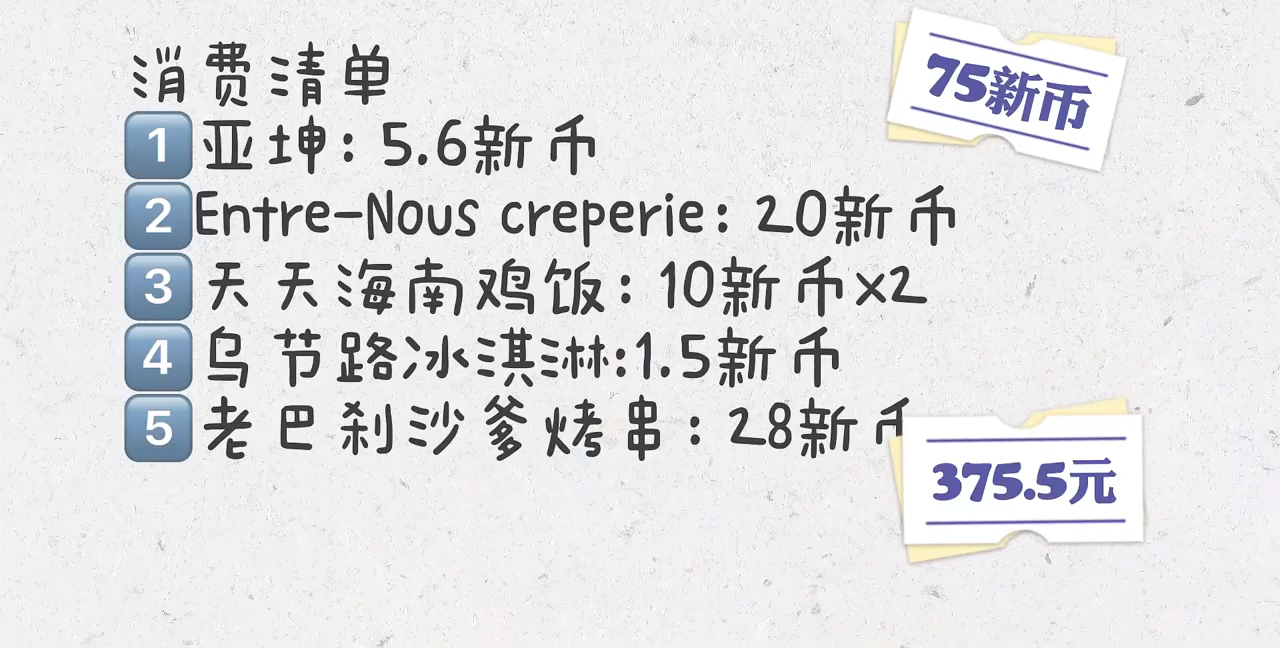 消费清单
75新币
1 亚坤: 5.6新币
2 Entre-Nous creperie: 20新币
3 天天海南鸡饭: 10新币x2
4 乌节路冰淇淋:1.5新币
5 老巴刹沙爹烤串: 28新币
375.5元